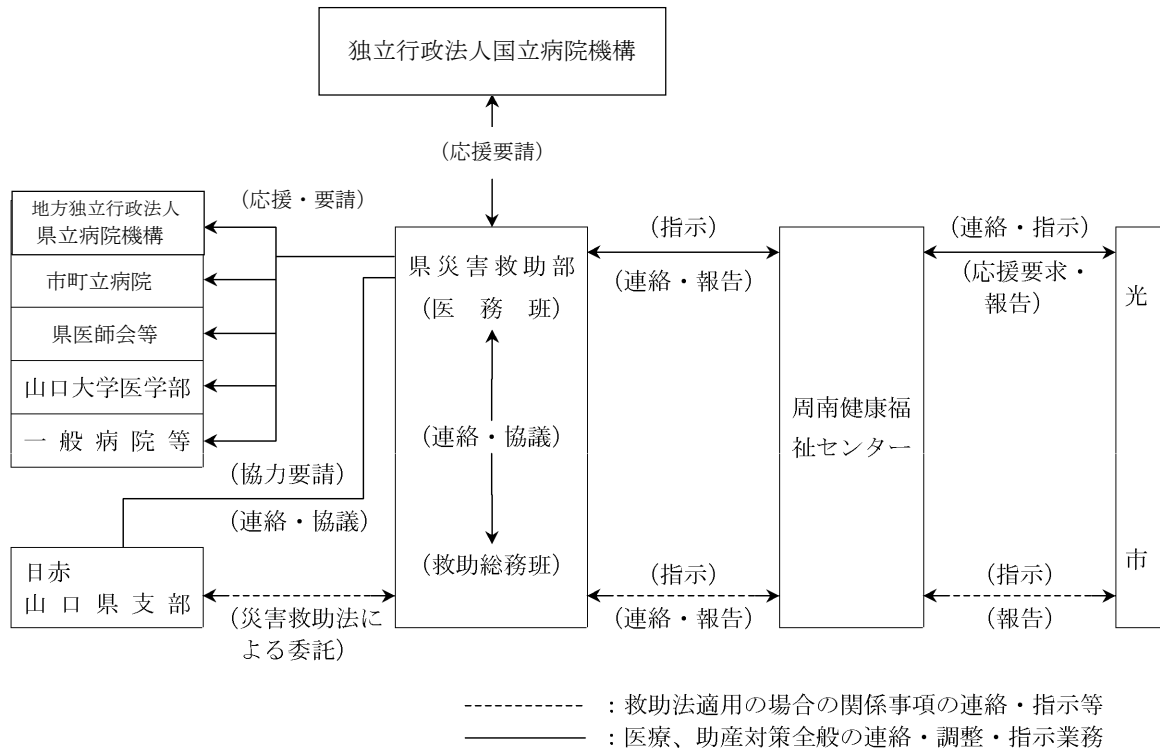 独立行政法人国立病院機構
（応援要請）
（応援・要請）
地方独立行政法人
県立病院機構
市町立病院
県医師会等
山口大学医学部
一般病院等
（協力要請）
（連絡・協議）
日赤
山口県支部
（災害救助法に
よる委託）
県災害救助部
（医務班）
（連絡・協議）
（救助総務班）
（指示）
（連絡・報告）
（指示）
（連絡・報告）
周南健康福
祉センター
（連絡・指示）
（応援要求・
報告）
（指示）
（報告）
光
市
：救助法適用の場合の関係事項の連絡・指示等
：医療、助産対策全般の連絡・調整・指示業務